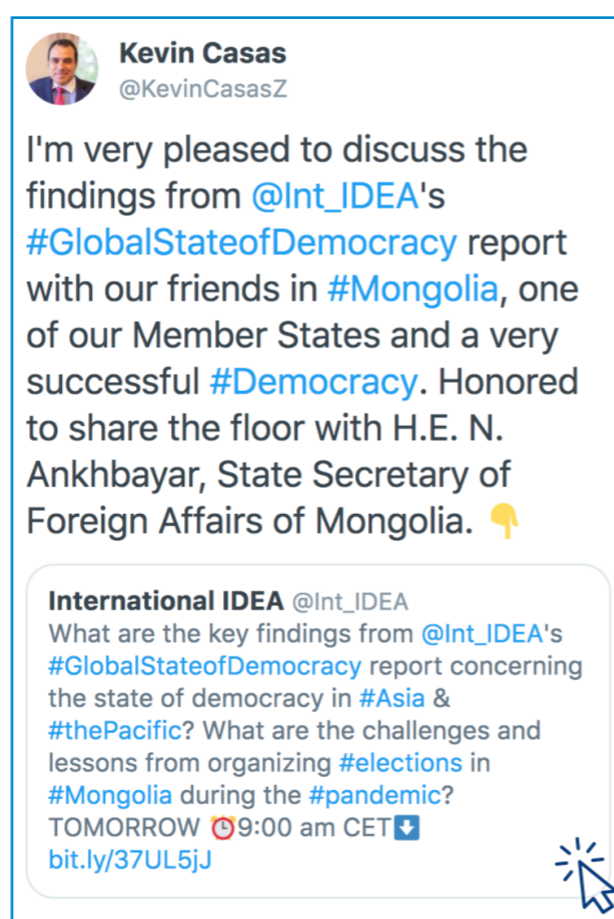 Kevin Casas
@KevinCasasZ
I'm very pleased to discuss the
findings from @Int_IDEA's
#GlobalStateofDemocracy report
with our friends in #Mongolia, one
of our Member States and a very
successful #Democracy. Honored
to share the floor with H.E. N.
Ankhbayar, State Secretary of
Foreign Affairs of Mongolia. 👇
International IDEA @Int_IDEA
What are the key findings from @Int_IDEA's
#GlobalStateofDemocracy report concerning
the state of democracy in #Asia &
#thePacific? What are the challenges and
lessons from organizing #elections in
#Mongolia during the #pandemic?
TOMORROW ⏰9:00 am CET⬇️
bit.ly/37UL5jJ